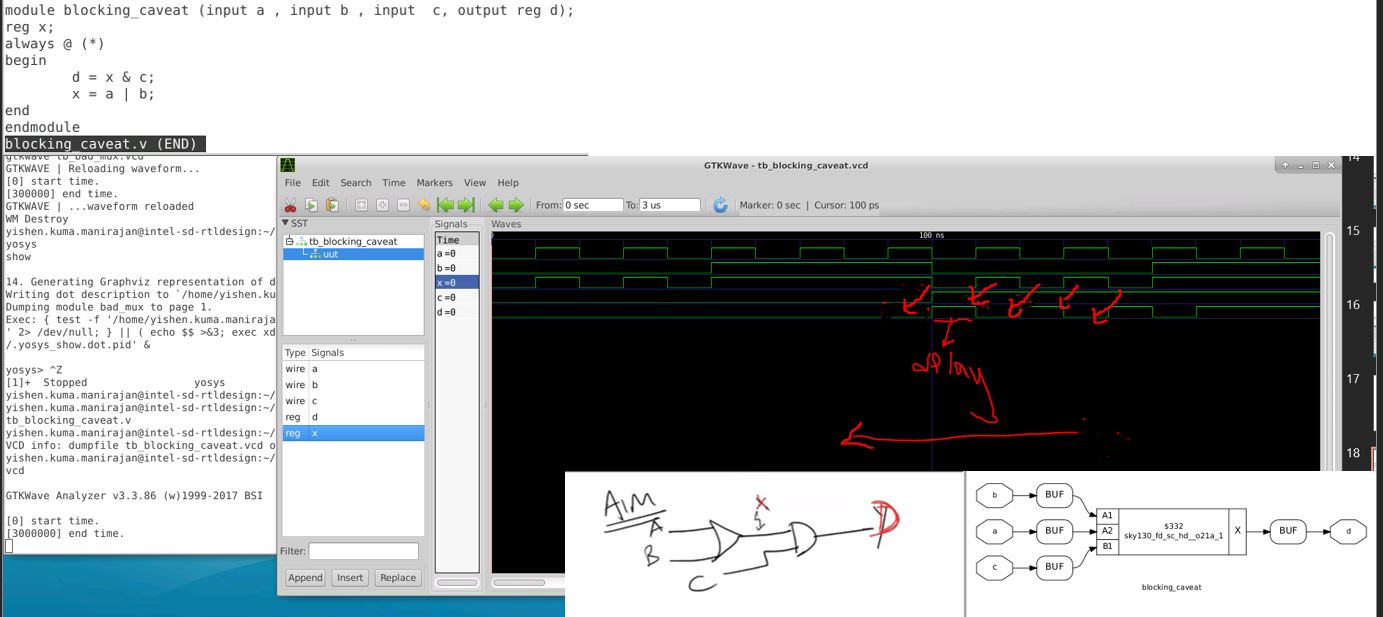 module blocking_caveat (input a , input b , input  c, output reg d);
reg x;
always @ (*)
begin
        d = x & c;
        x = a | b;
end
endmodule
blocking_caveat.v (END)
gtkwave tb_bad_mux.vcd
GTKWAVE | Reloading waveform...
[0] start time.
[300000] end time.
GTKWAVE | ...waveform reloaded
WM Destroy
yishen.kuma.manirajan@intel-sd-rtldesign:~/
yosys
show
14. Generating Graphviz representation of d
Writing dot description to `/home/yishen.ku
Dumping module bad_mux to page 1.
Exec: { test -f '/home/yishen.kuma.maniraja
' 2> /dev/null; } || ( echo $$ >&3; exec xd
/.yosys_show.dot.pid' &
yosys> ^Z
[1]+  Stopped                 yosys
yishen.kuma.manirajan@intel-sd-rtldesign:~/
yishen.kuma.manirajan@intel-sd-rtldesign:~/
tb_blocking_caveat.v
yishen.kuma.manirajan@intel-sd-rtldesign:~/
VCD info: dumpfile tb_blocking_caveat.vcd o
yishen.kuma.manirajan@intel-sd-rtldesign:~/
vcd
GTKWave Analyzer v3.3.86 (w)1999-2017 BSI
[0] start time.
[3000000] end time.
GTKWave - tb_blocking_caveat.vcd
File Edit Search Time Markers View Help
From: 0 sec To: 3 us Marker: 0 sec | Cursor: 100 ps
SST
tb_blocking_caveat
uut
Type Signals
wire a
wire b
wire c
reg d
reg x
Filter:
Append Insert Replace
Signals
Time
a=0
b=0
x=0
c=0
d=0
Waves
0
100 ns
14
15
16
17
18
AIM
A
B
C
X
D
b BUF
a BUF
c BUF
A1
A2
B1
$332
sky130_fd_sc_hd__o21a_1
X
BUF
d
blocking_caveat